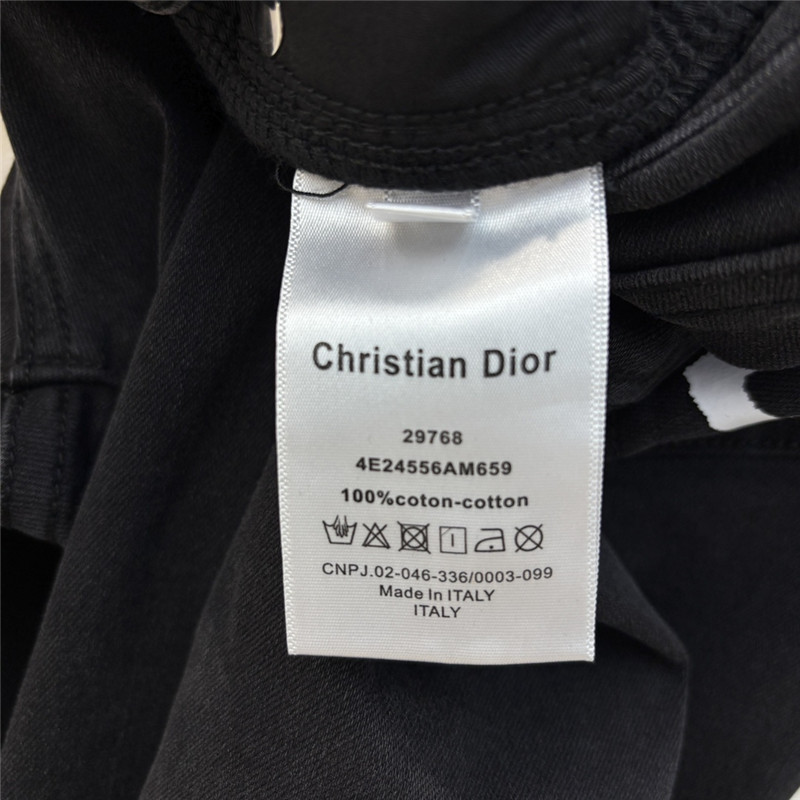 Christian Dior
29768
4E24556AM659
100%coton-cotton
CNPJ.02-046-336/0003-099
Made In ITALY
ITALY